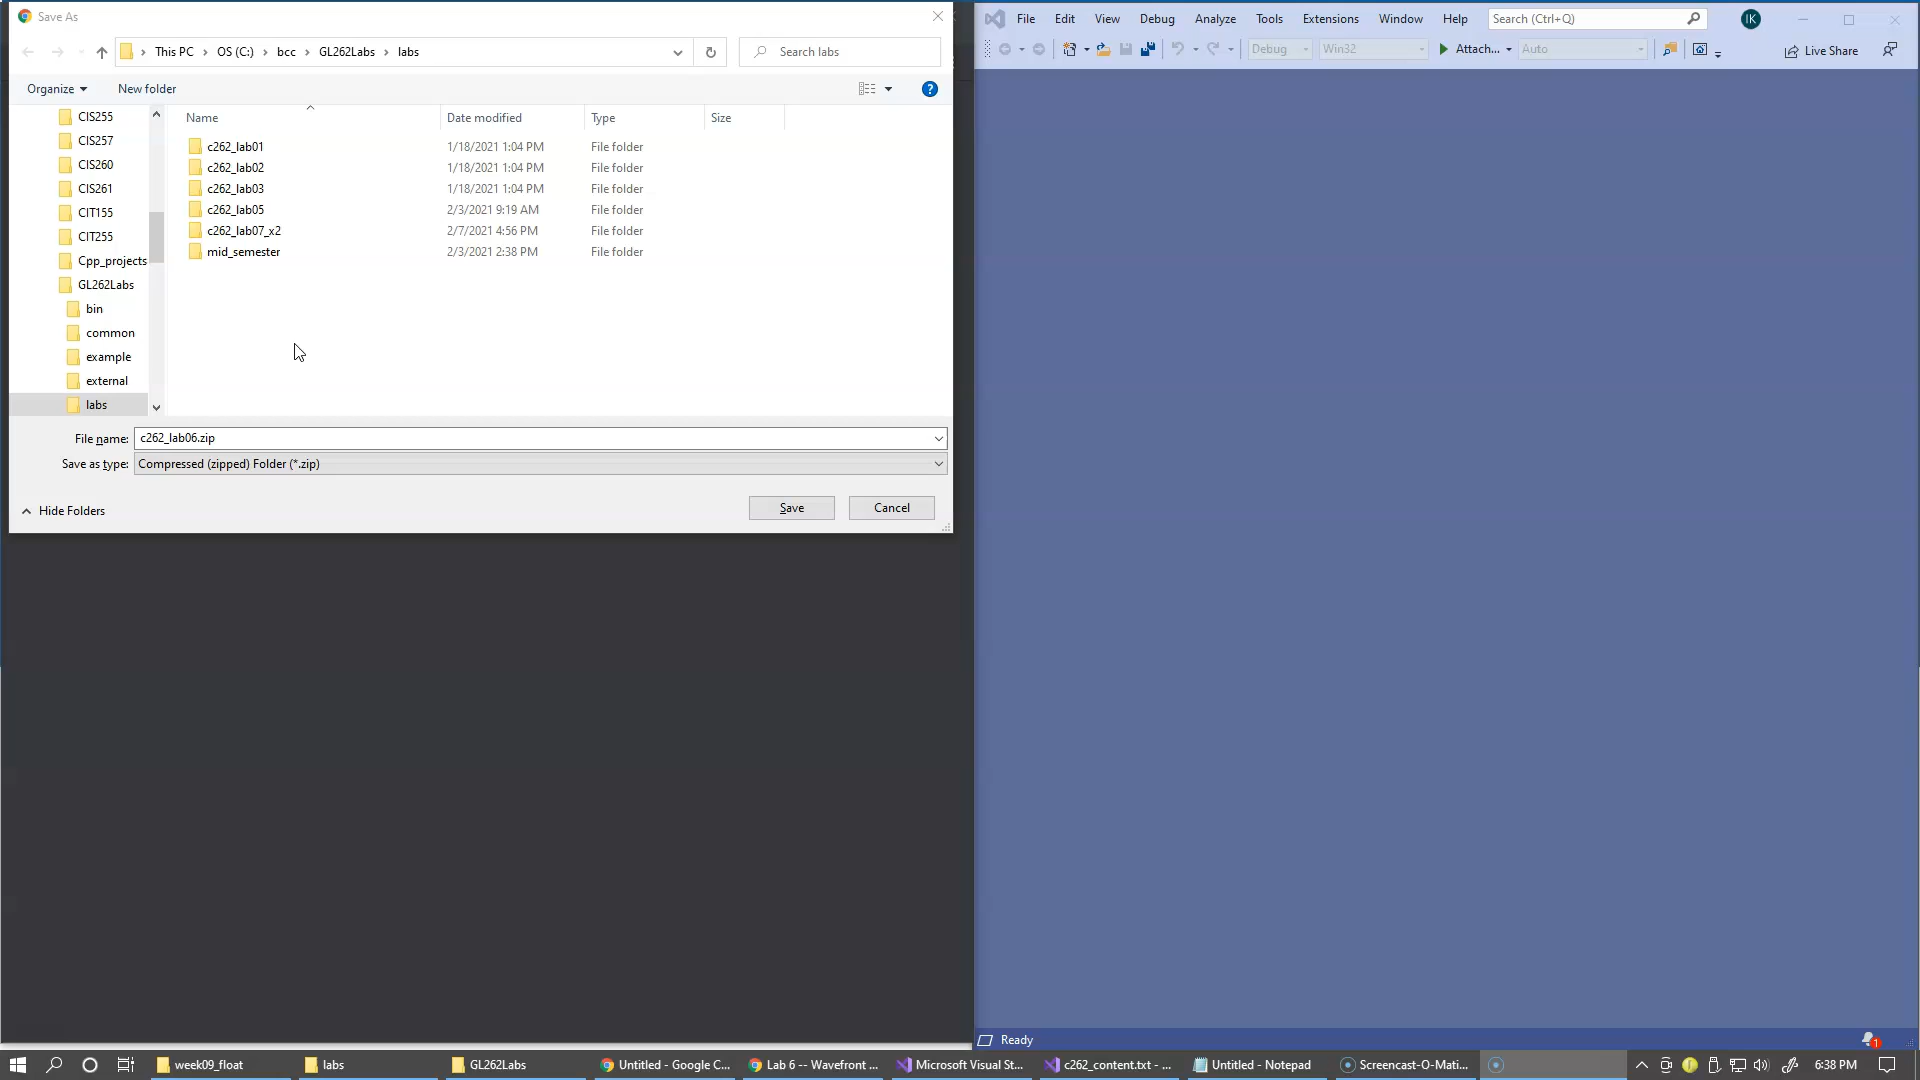 Save As
This PC > OS (C:) > bcc > GL262Labs > labs
Search labs
Organize
New folder
?
CIS255
CIS257
CIS260
CIS261
CIT155
CIT255
Cpp_projects
GL262Labs
bin
common
example
external
labs
Name Date modified Type Size
c262_lab01 1/18/2021 1:04 PM File folder
c262_lab02 1/18/2021 1:04 PM File folder
c262_lab03 1/18/2021 1:04 PM File folder
c262_lab05 2/3/2021 9:19 AM File folder
c262_lab07_x2 2/7/2021 4:56 PM File folder
mid_semester 2/3/2021 2:38 PM File folder
File name: c262_lab06.zip
Save as type: Compressed (zipped) Folder (*.zip)
Hide Folders
Save
Cancel
File Edit View Debug Tools Analyze Tools Extensions Window Help
Search (Ctrl+Q)
IK
Debug
Win32
Attach...
Auto
Live Share
Ready
1
week09_float
labs
GL262Labs
Untitled - Google C...
Lab 6 -- Wavefront ...
Microsoft Visual St...
c262_content.txt - ...
Untitled - Notepad
Screencast-O-Mati...
6:38 PM